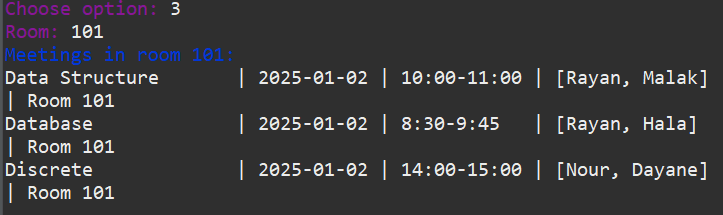 Choose option: 3
Room: 101
Meetings in room 101:
Data Structure       | 2025-01-02 | 10:00-11:00 | [Rayan, Malak]
| Room 101
Database             | 2025-01-02 | 8:30-9:45   | [Rayan, Hala]
| Room 101
Discrete             | 2025-01-02 | 14:00-15:00 | [Nour, Dayane]
| Room 101